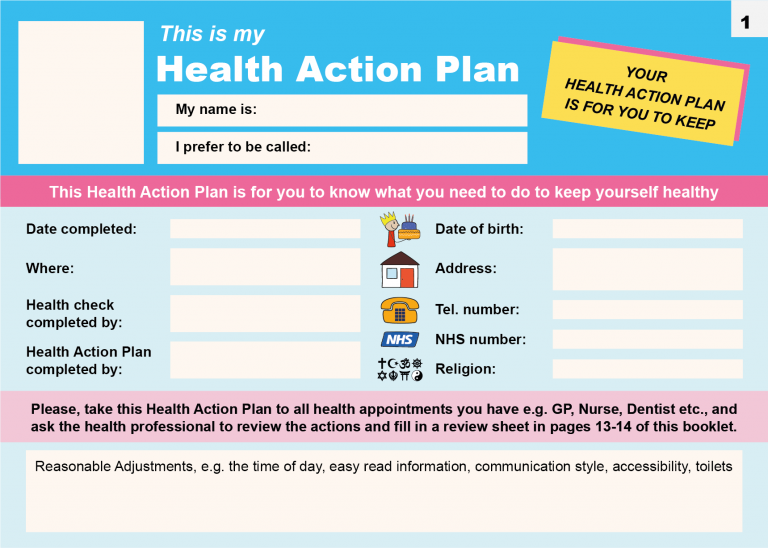 1
This is my
Health Action Plan
YOUR
HEALTH ACTION PLAN
IS FOR YOU TO KEEP
My name is:
I prefer to be called:
This Health Action Plan is for you to know what you need to do to keep yourself healthy
Date completed:
Where:
Health check
completed by:
Health Action Plan
completed by:
Date of birth:
Address:
Tel. number:
NHS
NHS number:
Religion:
Please, take this Health Action Plan to all health appointments you have e.g. GP, Nurse, Dentist etc., and
ask the health professional to review the actions and fill in a review sheet in pages 13-14 of this booklet.
Reasonable Adjustments, e.g. the time of day, easy read information, communication style, accessibility, toilets